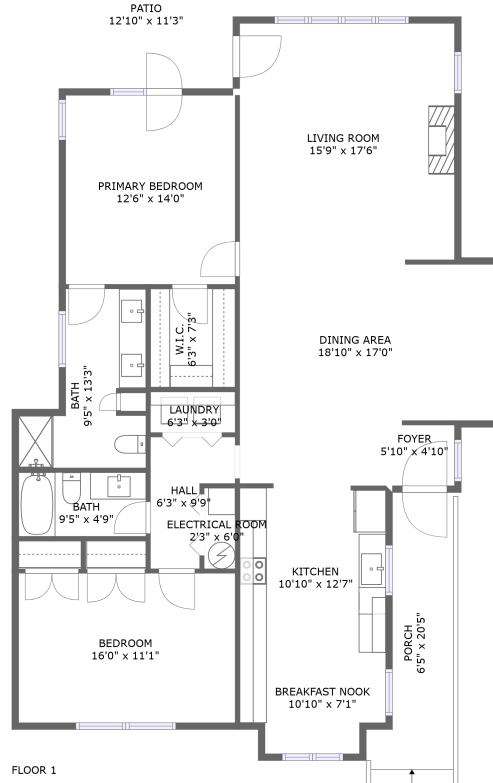 PATIO
12'10" x 11'3"
LIVING ROOM
15'9" x 17'6"
PRIMARY BEDROOM
12'6" x 14'0"
W.I.C.
6'3" x 7'3"
DINING AREA
18'10" x 17'0"
BATH
9'5" x 13'3"
LAUNDRY
6'3" x 3'0"
FOYER
5'10" x 4'10"
HALL
6'3" x 9'9"
BATH
9'5" x 4'9"
ELECTRICAL ROOM
2'3" x 6'0"
KITCHEN
10'10" x 12'7"
BEDROOM
16'0" x 11'1"
PORCH
6'5" x 20'5"
BREAKFAST NOOK
10'10" x 7'1"
FLOOR 1